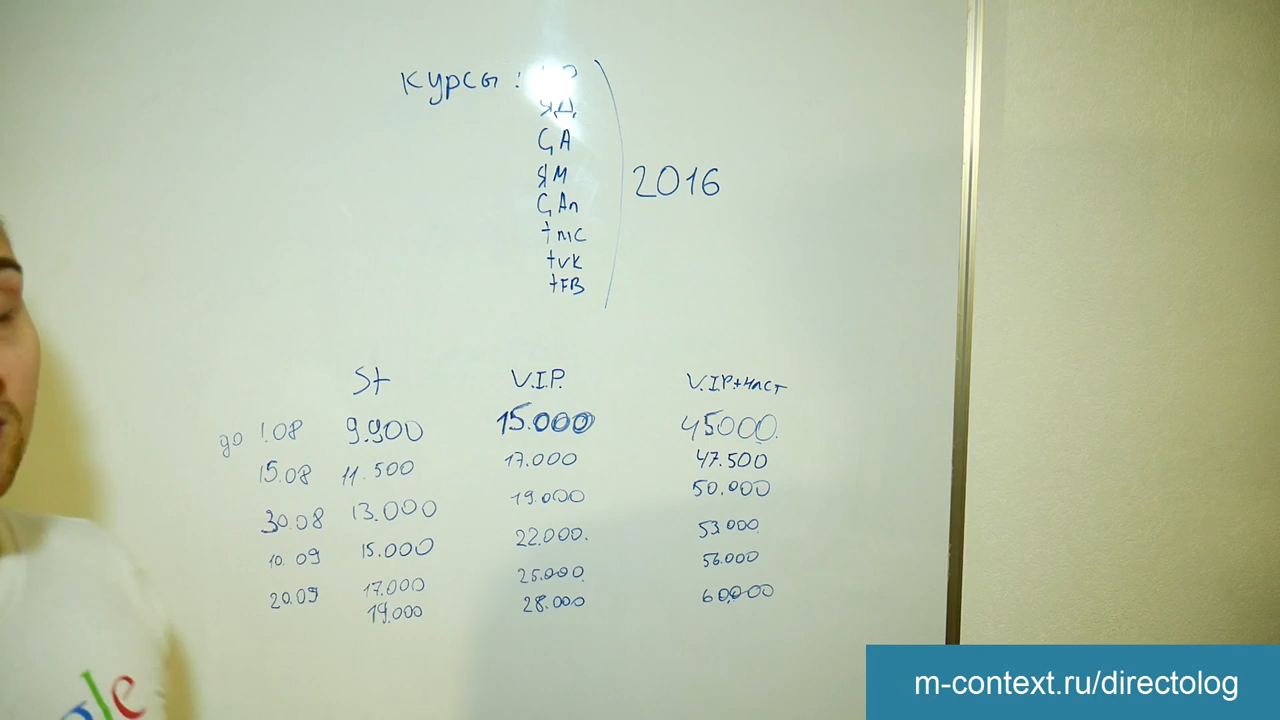 курсы :
ЯД
GA
ЯМ
GAn
+mc
+VK
+FB
2016
St V.I.P. V.I.P+част
до 1.08 9.900 15.000 45000.
15.08 11.500 17.000 47.500
30.08 13.000 19.000 50.000
10.09 15.000 22.000. 53.000
20.09 17.000 25.000 56.000
19.000 28.000 60.000
m-context.ru/directolog